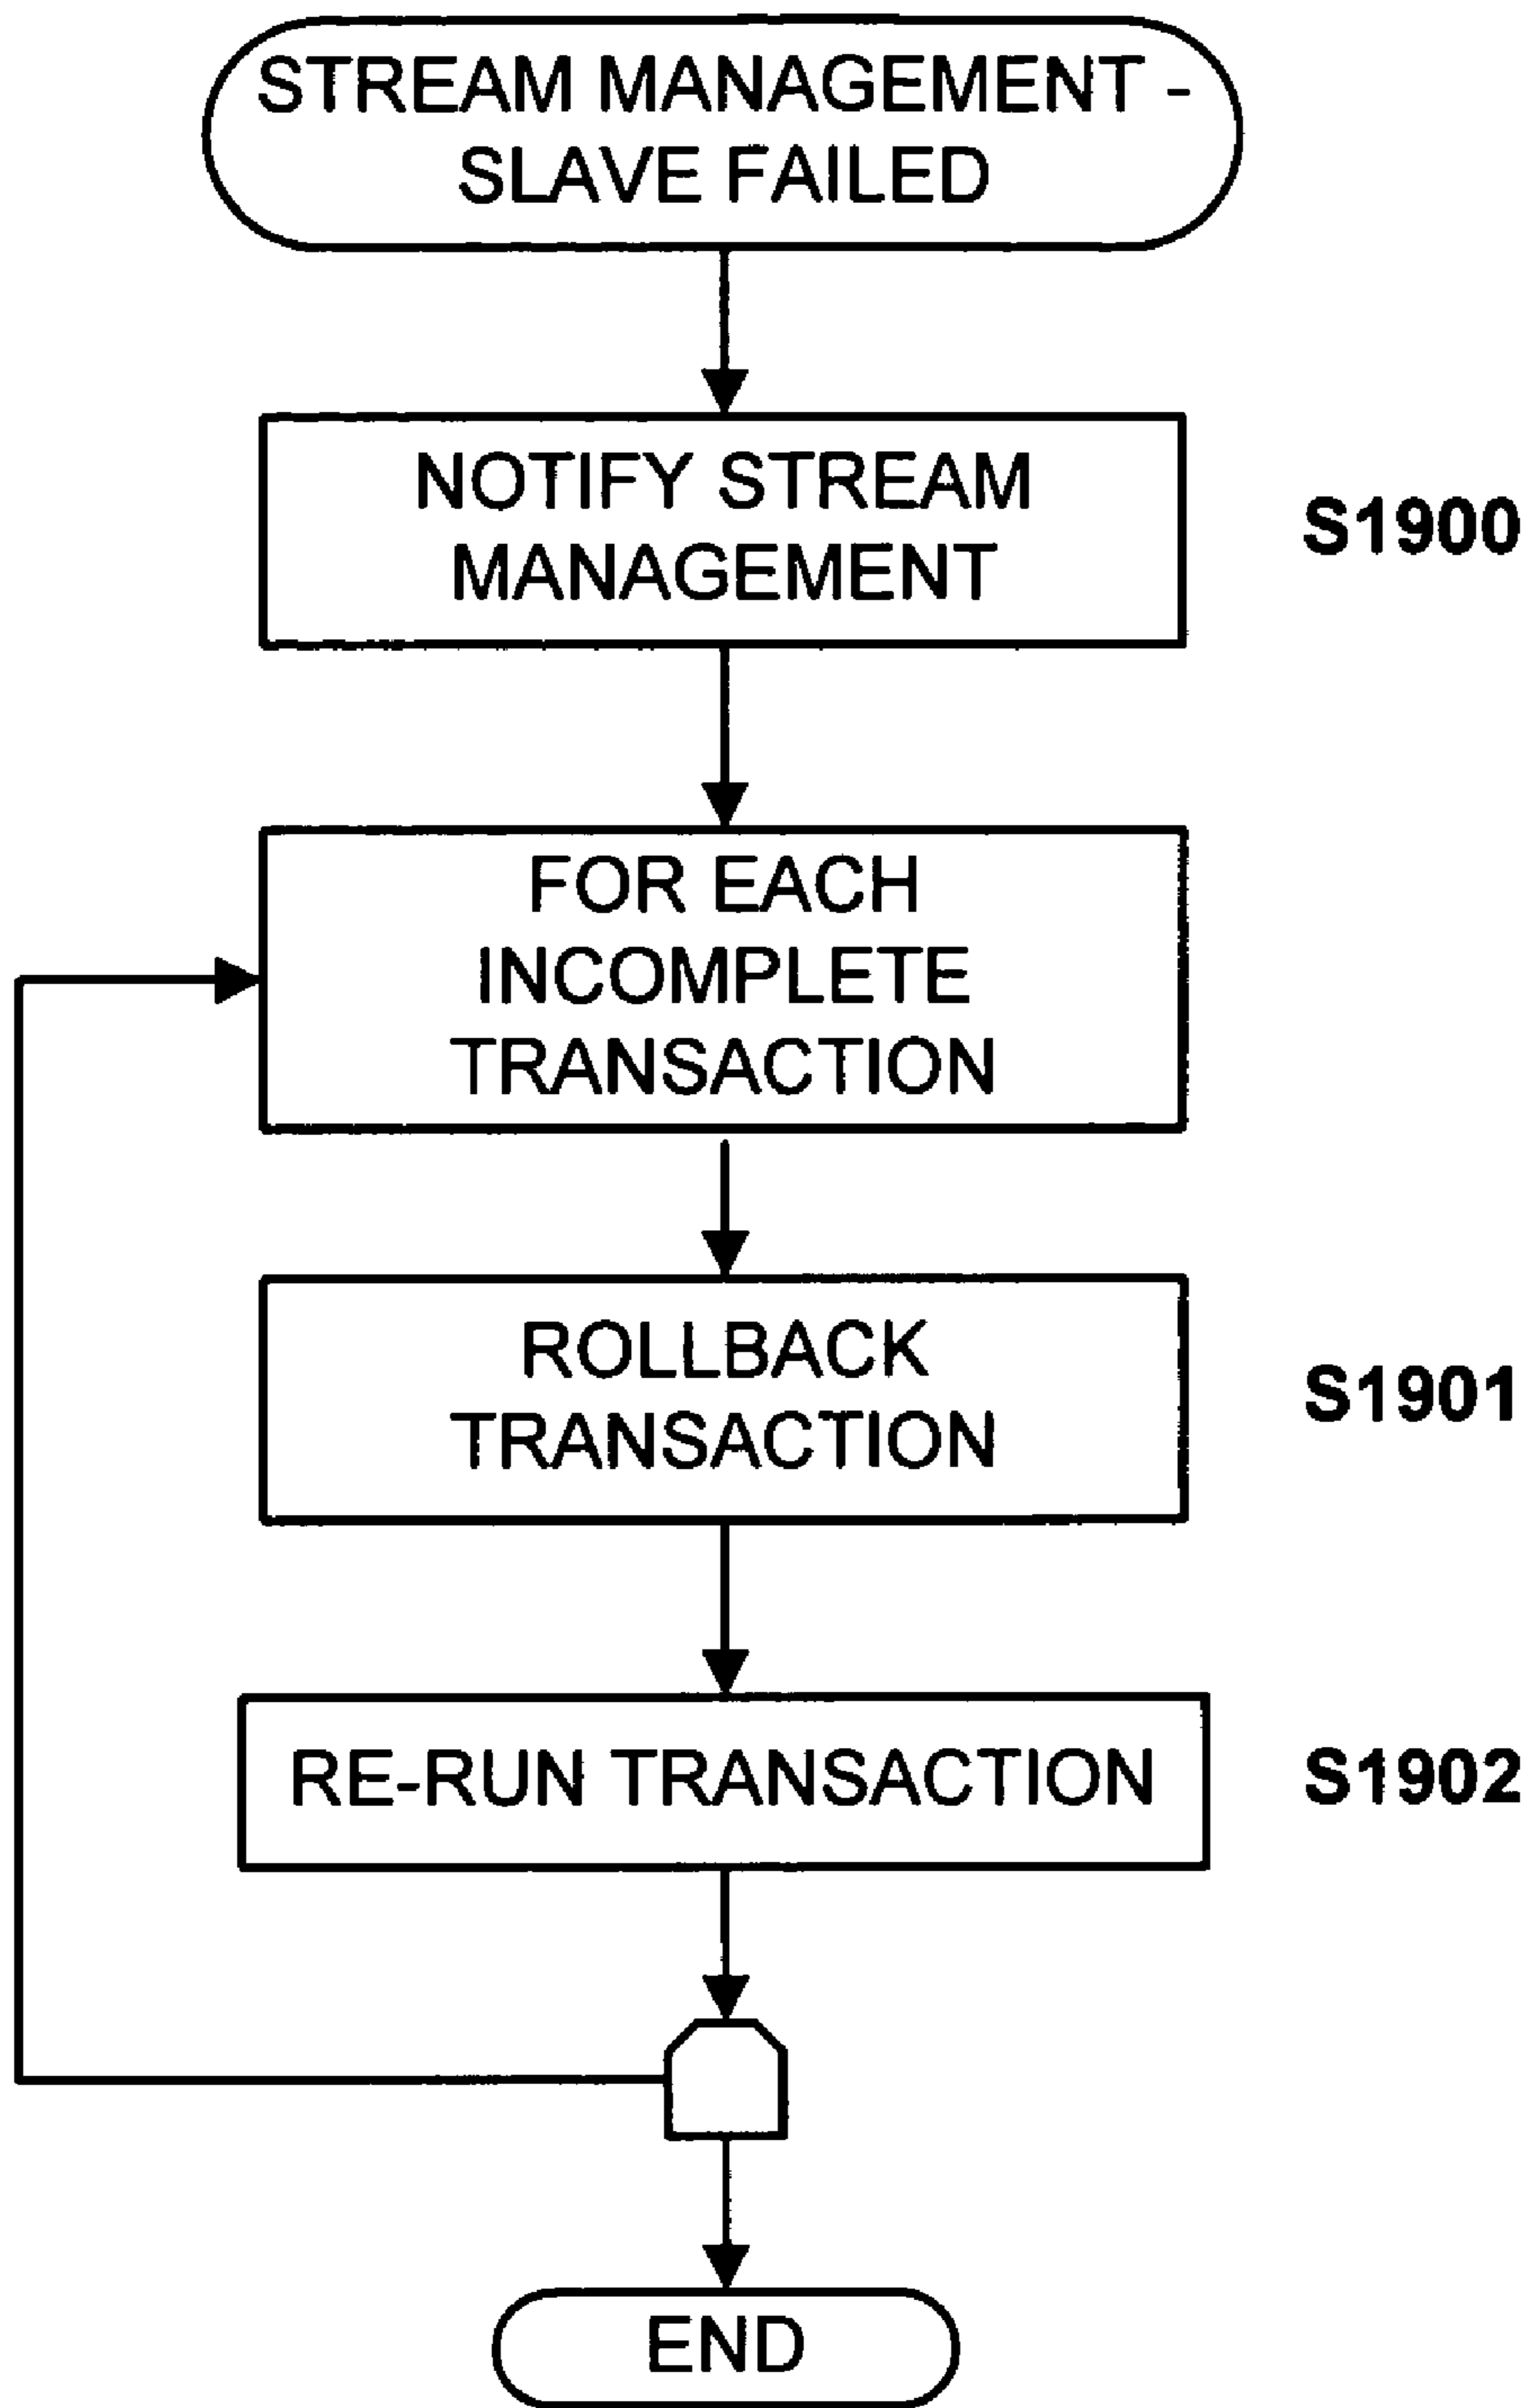 STREAM MANAGEMENT -
SLAVE FAILED
NOTIFY STREAM
MANAGEMENT
S1900
FOR EACH
INCOMPLETE
TRANSACTION
ROLLBACK
TRANSACTION
S1901
RE-RUN TRANSACTION
S1902
END